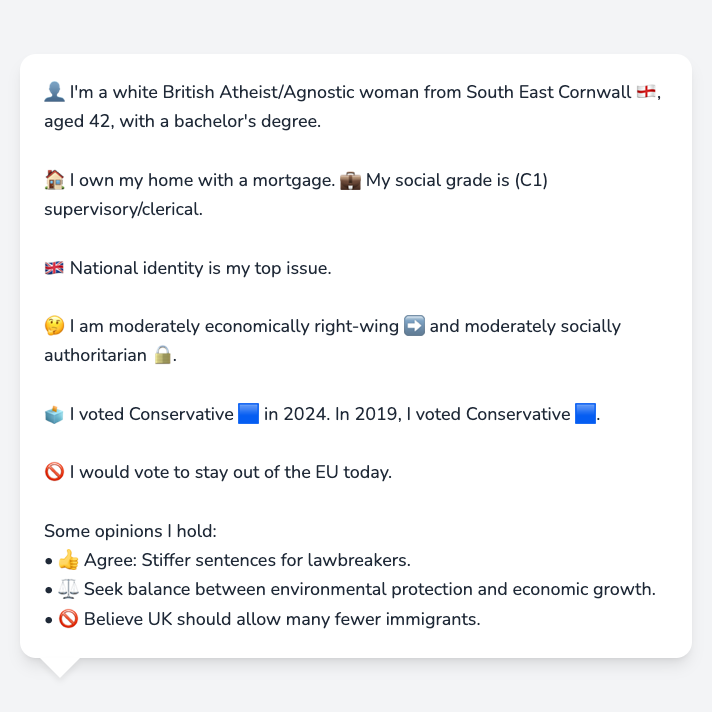 👤 I'm a white British Atheist/Agnostic woman from South East Cornwall 🏴󠁧󠁢󠁥󠁮󠁧󠁿,
aged 42, with a bachelor's degree.
🏠 I own my home with a mortgage. 💼 My social grade is (C1)
supervisory/clerical.
🇬🇧 National identity is my top issue.
🤔 I am moderately economically right-wing ➡️ and moderately socially
authoritarian 🔒.
🗳️ I voted Conservative 🟦 in 2024. In 2019, I voted Conservative 🟦.
🚫 I would vote to stay out of the EU today.
Some opinions I hold:
• 👍 Agree: Stiffer sentences for lawbreakers.
• ⚖️ Seek balance between environmental protection and economic growth.
• 🚫 Believe UK should allow many fewer immigrants.